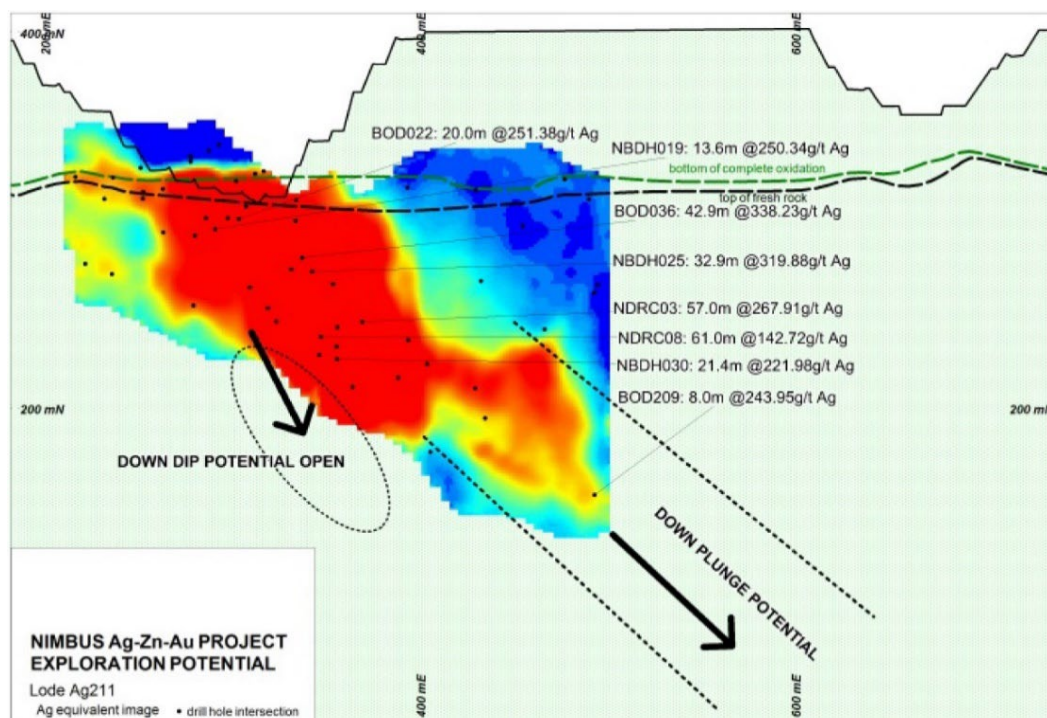 400 mN
200 mE
400 mE
600 mE
BOD022: 20.0m @251.38g/t Ag
NBDH019: 13.6m @250.34g/t Ag
bottom of complete oxidation
top of fresh rock
BOD036: 42.9m @338.23g/t Ag
NBDH025: 32.9m @319.88g/t Ag
NDRC03: 57.0m @267.91g/t Ag
NDRC08: 61.0m @142.72g/t Ag
NBDH030: 21.4m @221.98g/t Ag
BOD209: 8.0m @243.95g/t Ag
200 mN
200 mN
DOWN DIP POTENTIAL OPEN
DOWN PLUNGE POTENTIAL
NIMBUS Ag-Zn-Au PROJECT
EXPLORATION POTENTIAL
Lode Ag211
Ag equivalent image • drill hole intersection
400 mE
600 mE